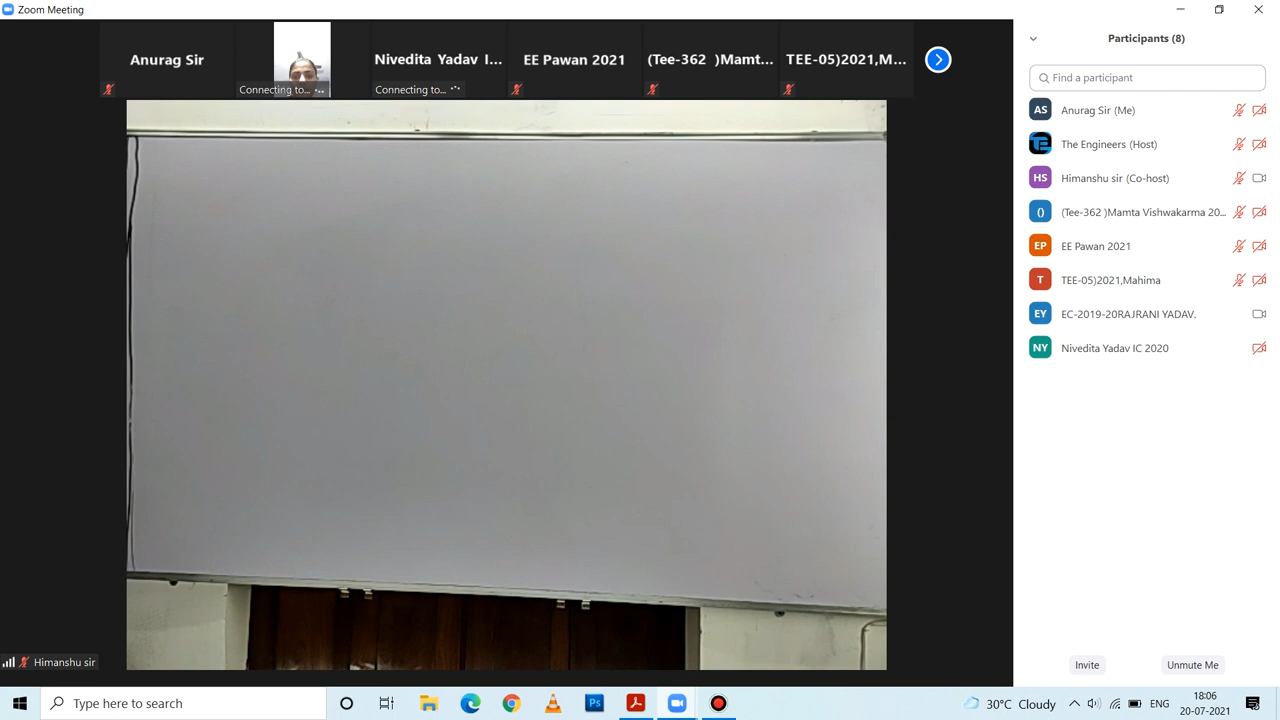 Zoom Meeting
Anurag Sir
Connecting to...
Nivedita Yadav I...
Connecting to...
EE Pawan 2021
(Tee-362 )Mamt...
TEE-05)2021,M...
Himanshu sir
Participants (8)
Find a participant
AS Anurag Sir (Me)
TE The Engineers (Host)
HS Himanshu sir (Co-host)
() (Tee-362 )Mamta Vishwakarma 20...
EP EE Pawan 2021
T TEE-05)2021,Mahima
EY EC-2019-20RAJRANI YADAV.
NY Nivedita Yadav IC 2020
Invite
Unmute Me
Type here to search
Ps
30°C Cloudy
ENG
18:06
20-07-2021